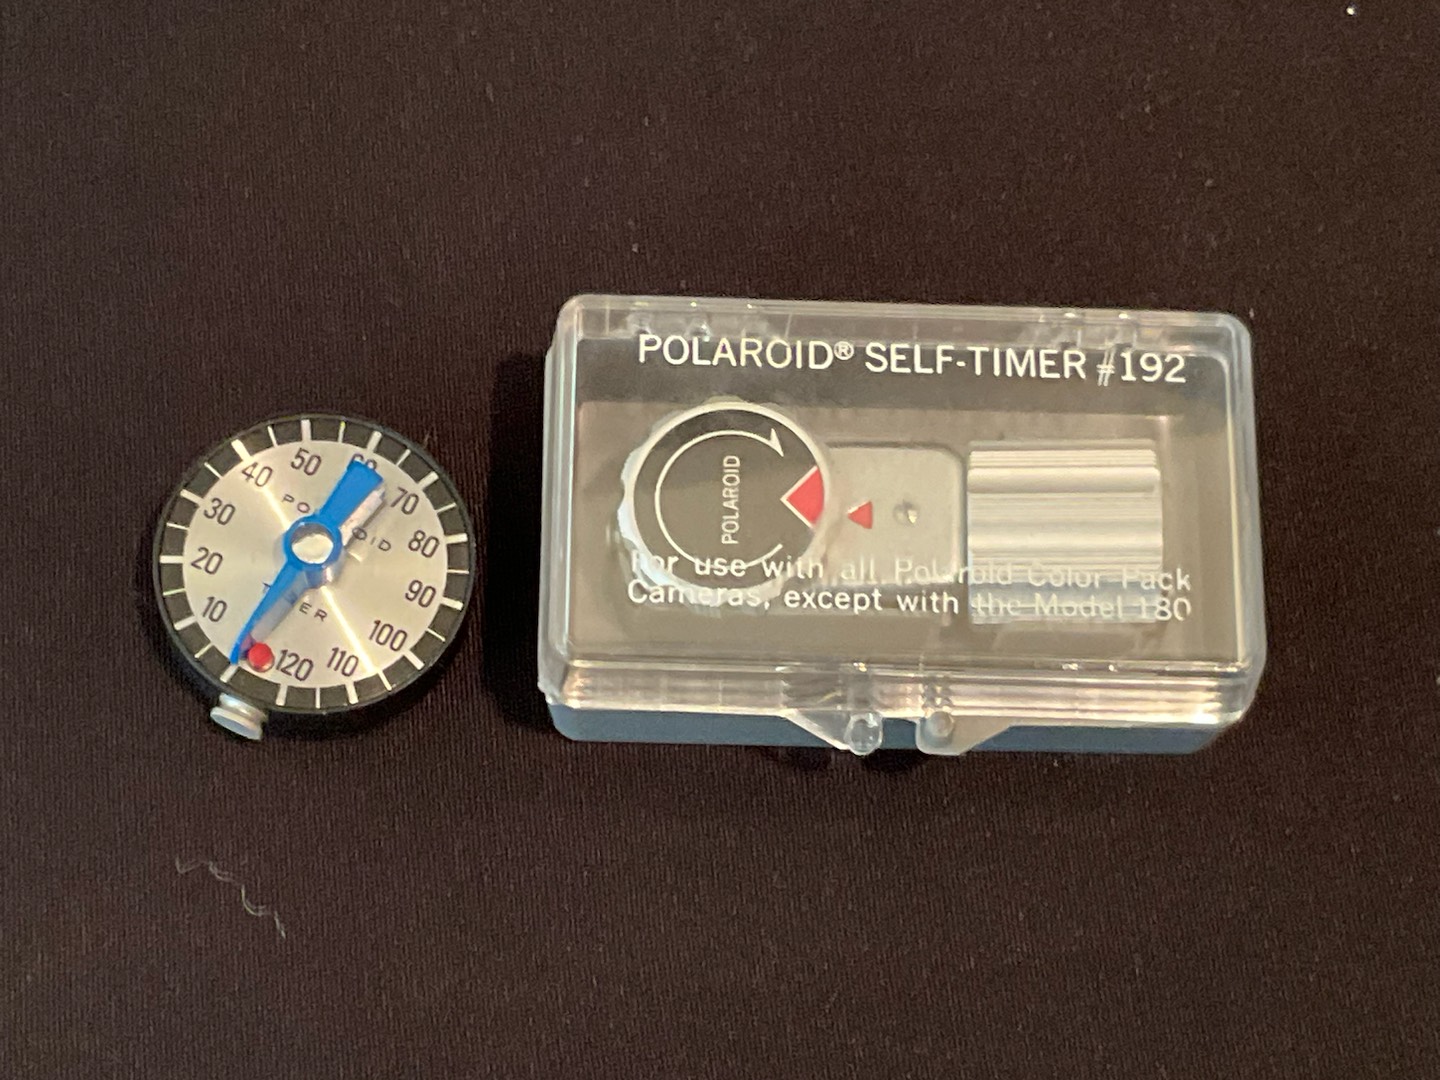 50
60
40
70
30
80
20
90
10
100
120
110
POLAROID
TIMER
POLAROID® SELF-TIMER #192
POLAROID
For use with all Polaroid Color Pack
Cameras, except with the Model 180